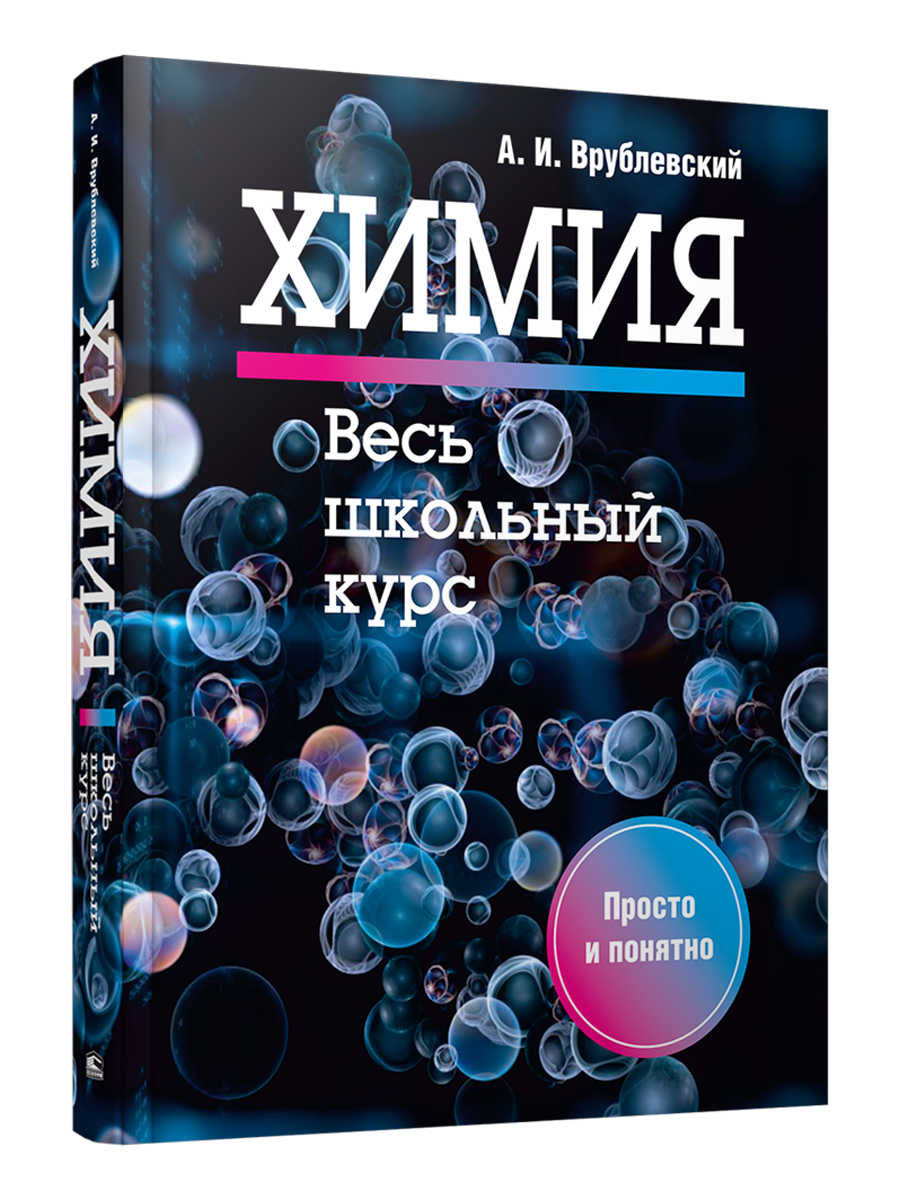 А. И. Врублевский
ХИМИЯ
Весь
школьный
курс
Просто
и понятно
А. И. Врублевский
ХИМИЯ
Весь
школьный
курс